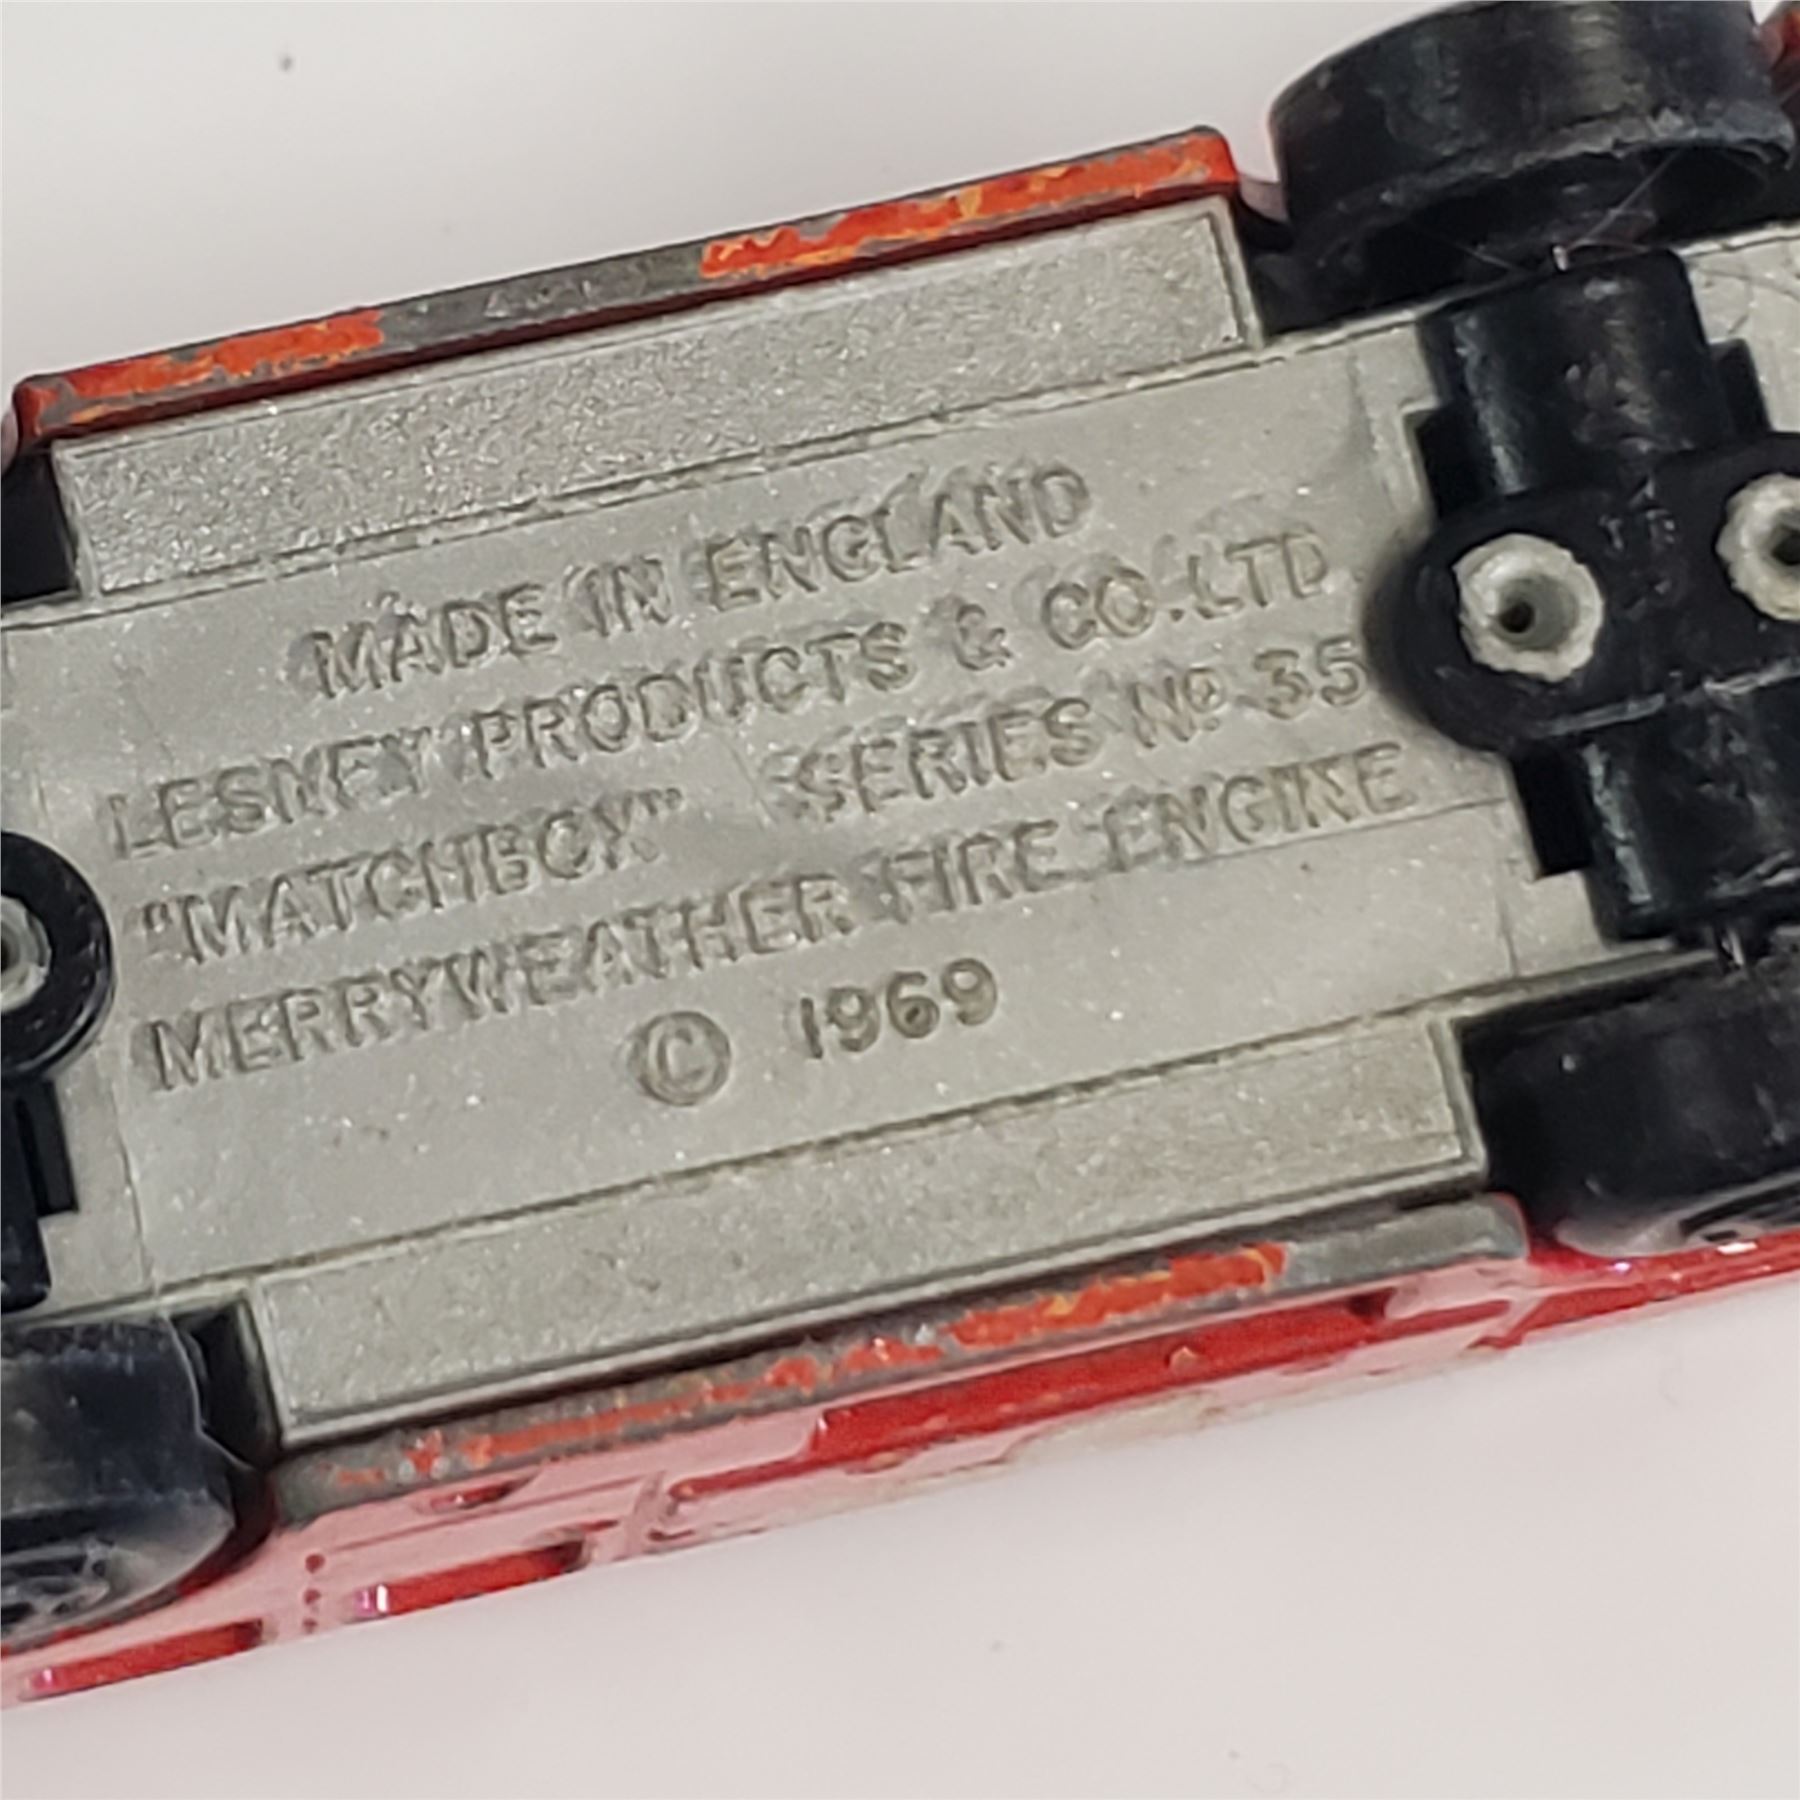 MADE IN ENGLAND
LESNEY PRODUCTS & CO. LTD.
"MATCHBOX" SERIES Nº 35
MERRYWEATHER FIRE ENGINE
© 1969